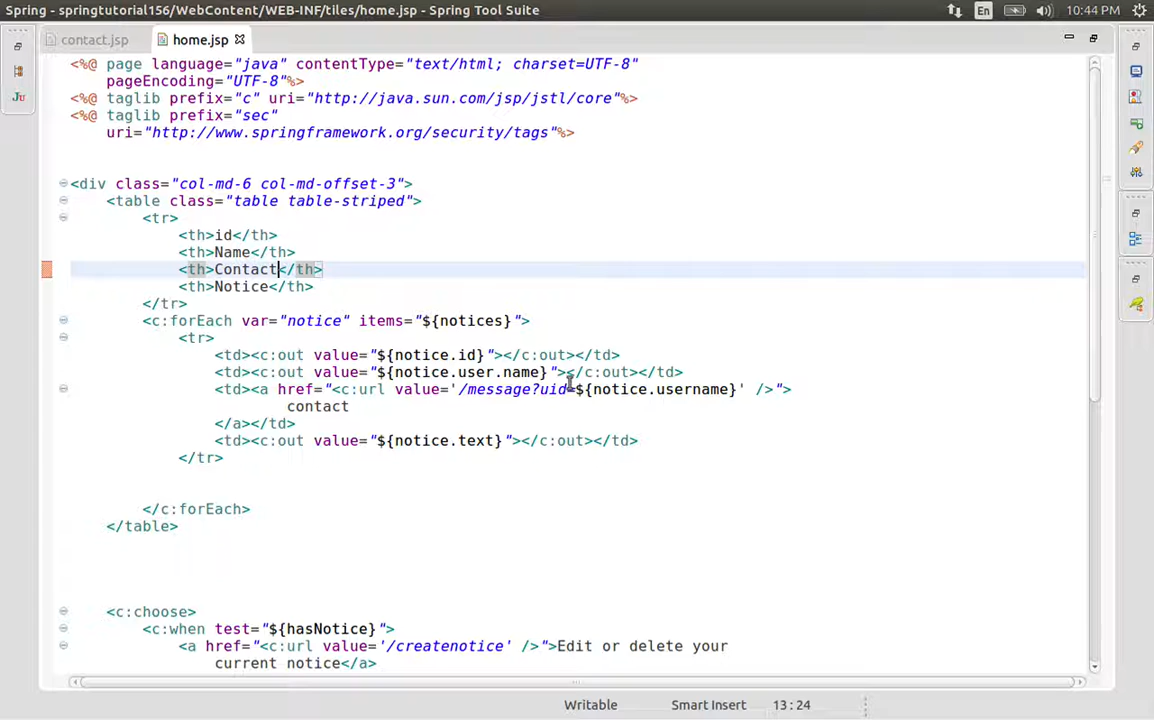 Spring - springtutorial156/WebContent/WEB-INF/tiles/home.jsp - Spring Tool Suite
En
10:44 PM
contact.jsp
home.jsp
Ju
<%@ page language="java" contentType="text/html; charset=UTF-8"
pageEncoding="UTF-8"%>
<%@ taglib prefix="c" uri="http://java.sun.com/jsp/jstl/core"%>
<%@ taglib prefix="sec"
uri="http://www.springframework.org/security/tags"%>
<div class="col-md-6 col-md-offset-3">
<table class="table table-striped">
<tr>
<th>id</th>
<th>Name</th>
<th>Contact</th>
<th>Notice</th>
</tr>
<c:forEach var="notice" items="${notices}">
<tr>
<td><c:out value="${notice.id}"></c:out></td>
<td><c:out value="${notice.user.name}"></c:out></td>
<td><a href="<c:url value='/message?uid=${notice.username}' />">
contact
</a></td>
<td><c:out value="${notice.text}"></c:out></td>
</tr>
</c:forEach>
</table>
<c:choose>
<c:when test="${hasNotice}">
<a href="<c:url value='/createnotice' />">Edit or delete your
current notice</a>
Writable
Smart Insert
13 : 24